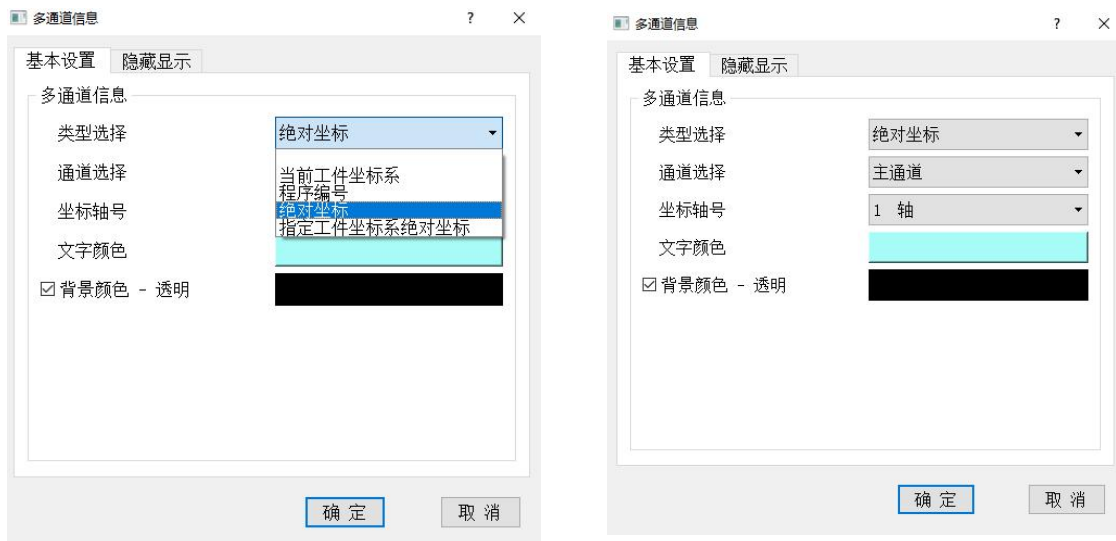 多通道信息
?
×
基本设置
隐藏显示
多通道信息
类型选择
绝对坐标
当前工件坐标系
程序编号
绝对坐标
指定工件坐标系绝对坐标
通道选择
坐标轴号
文字颜色
背景颜色 - 透明
确定
取消
多通道信息
?
×
基本设置
隐藏显示
多通道信息
类型选择
绝对坐标
通道选择
主通道
坐标轴号
1 轴
文字颜色
背景颜色 - 透明
确定
取消